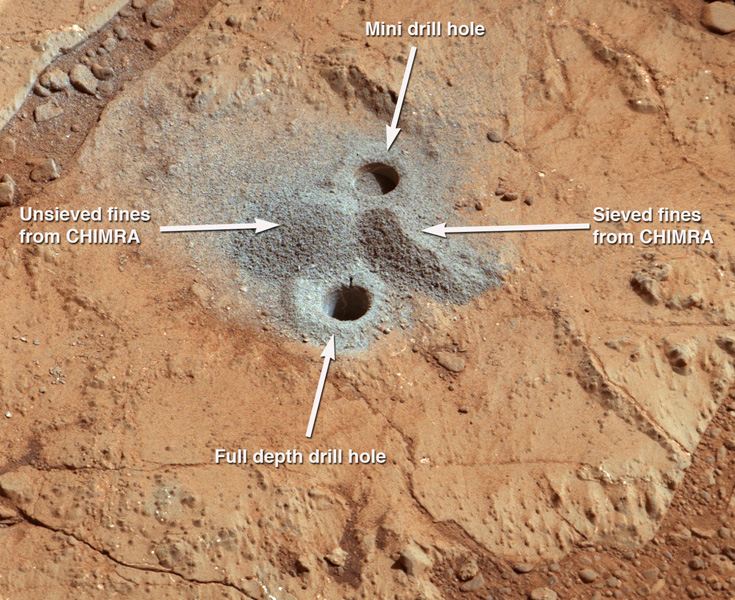 Mini drill hole
Unsieved fines
from CHIMRA
Sieved fines
from CHIMRA
Full depth drill hole